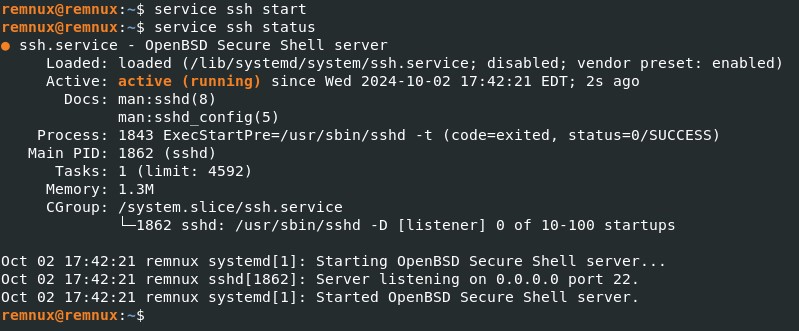 remnux@remnux:~$ service ssh start
remnux@remnux:~$ service ssh status
● ssh.service - OpenBSD Secure Shell server
     Loaded: loaded (/lib/systemd/system/ssh.service; disabled; vendor preset: enabled)
     Active: active (running) since Wed 2024-10-02 17:42:21 EDT; 2s ago
       Docs: man:sshd(8)
             man:sshd_config(5)
    Process: 1843 ExecStartPre=/usr/sbin/sshd -t (code=exited, status=0/SUCCESS)
   Main PID: 1862 (sshd)
      Tasks: 1 (limit: 4592)
     Memory: 1.3M
     CGroup: /system.slice/ssh.service
             └─1862 sshd: /usr/sbin/sshd -D [listener] 0 of 10-100 startups

Oct 02 17:42:21 remnux systemd[1]: Starting OpenBSD Secure Shell server...
Oct 02 17:42:21 remnux sshd[1862]: Server listening on 0.0.0.0 port 22.
Oct 02 17:42:21 remnux systemd[1]: Started OpenBSD Secure Shell server.
remnux@remnux:~$